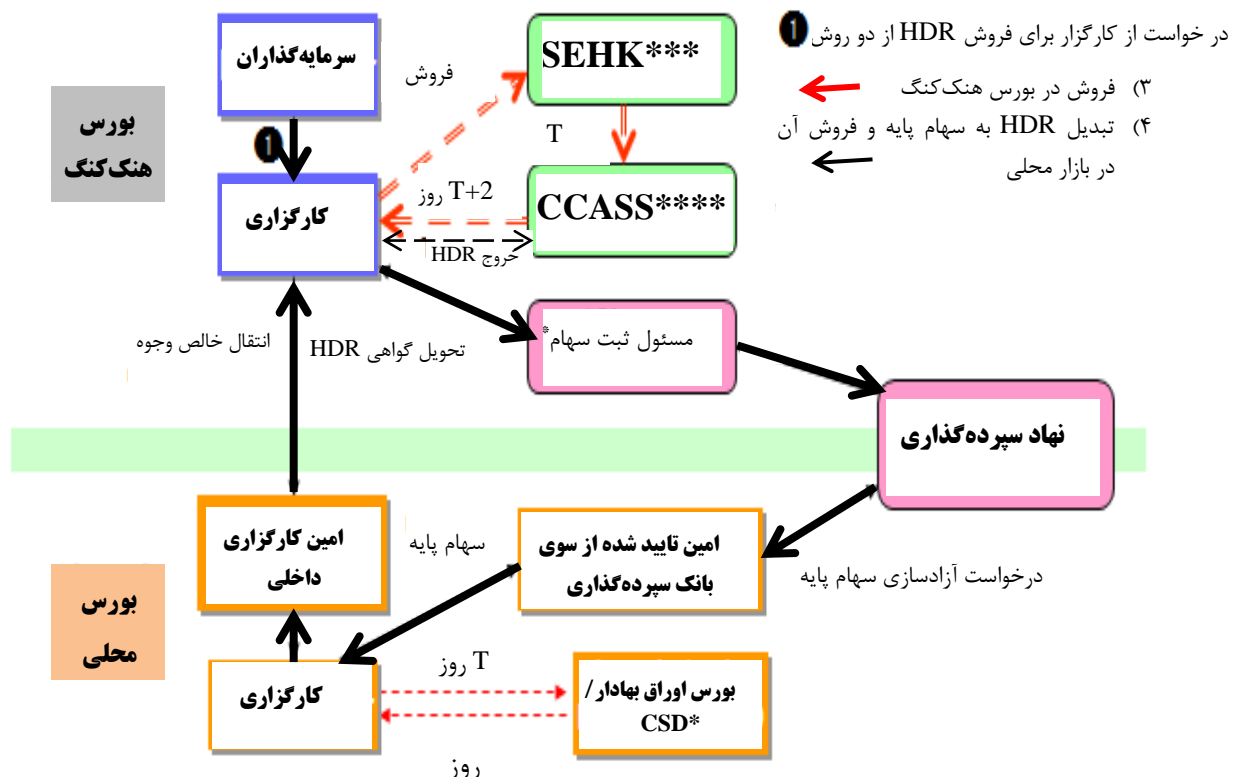 در خواست از کارگزار برای فروش HDR از دو روش ❶
۳) فروش در بورس هنک‌کنگ
۴) تبدیل HDR به سهام پایه و فروش آن
در بازار محلی
سرمایه‌گذاران
❶
فروش
SEHK***
T
بورس
هنک‌کنگ
کارگزاری
T+2 روز
CCASS****
خروج HDR
مسئول ثبت سهام*
انتقال خالص وجوه
تحویل گواهی HDR
نهاد سپرده‌گذاری
امین کارگزاری
داخلی
سهام پایه
امین تایید شده از سوی
بانک سپرده‌گذاری
درخواست آزادسازی سهام پایه
بورس
محلی
کارگزاری
T روز
بورس اوراق بهادار/
CSD*
روز